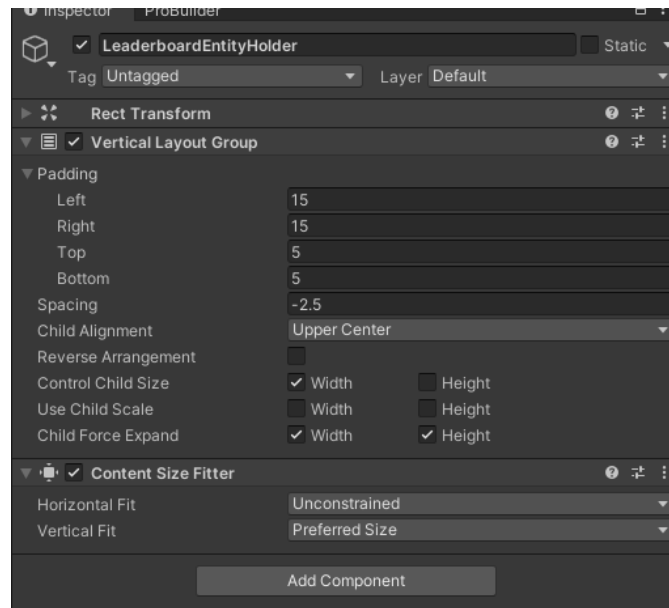 Inspector ProBuilder
LeaderboardEntityHolder Static
Tag Untagged Layer Default
Rect Transform
Vertical Layout Group
Padding
Left 15
Right 15
Top 5
Bottom 5
Spacing -2.5
Child Alignment Upper Center
Reverse Arrangement
Control Child Size Width Height
Use Child Scale Width Height
Child Force Expand Width Height
Content Size Fitter
Horizontal Fit Unconstrained
Vertical Fit Preferred Size
Add Component